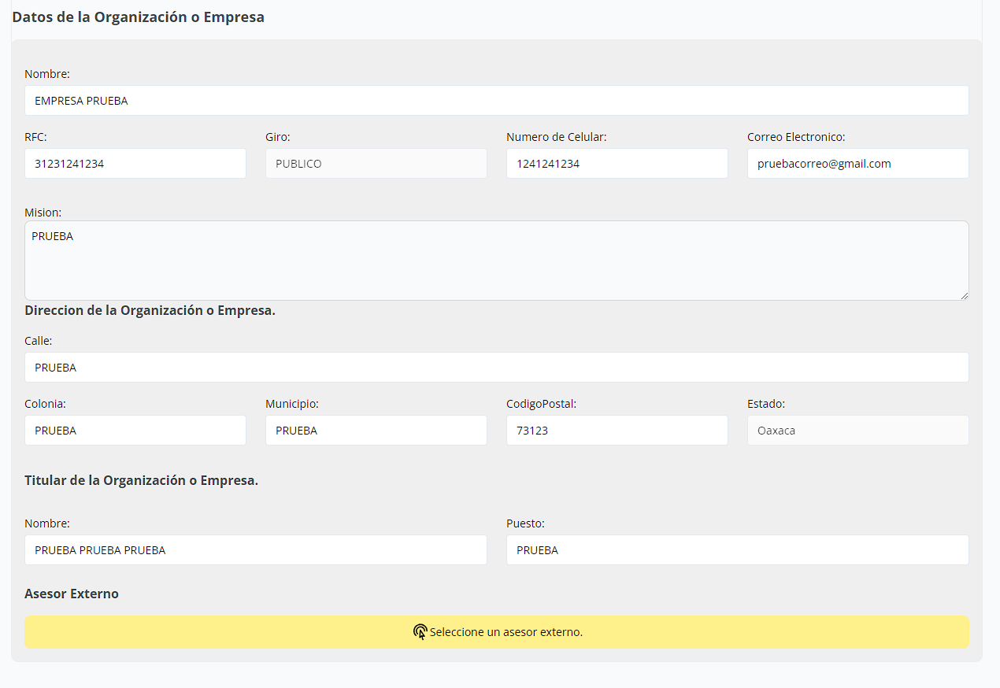 Datos de la Organización o Empresa
Nombre:
EMPRESA PRUEBA
RFC: Giro: Numero de Celular: Correo Electronico:
31231241234 PUBLICO 1241241234 pruebacorreo@gmail.com
Mision:
PRUEBA
Direccion de la Organización o Empresa.
Calle:
PRUEBA
Colonia: Municipio: CodigoPostal: Estado:
PRUEBA PRUEBA 73123 Oaxaca
Titular de la Organización o Empresa.
Nombre: Puesto:
PRUEBA PRUEBA PRUEBA PRUEBA
Asesor Externo
Seleccione un asesor externo.